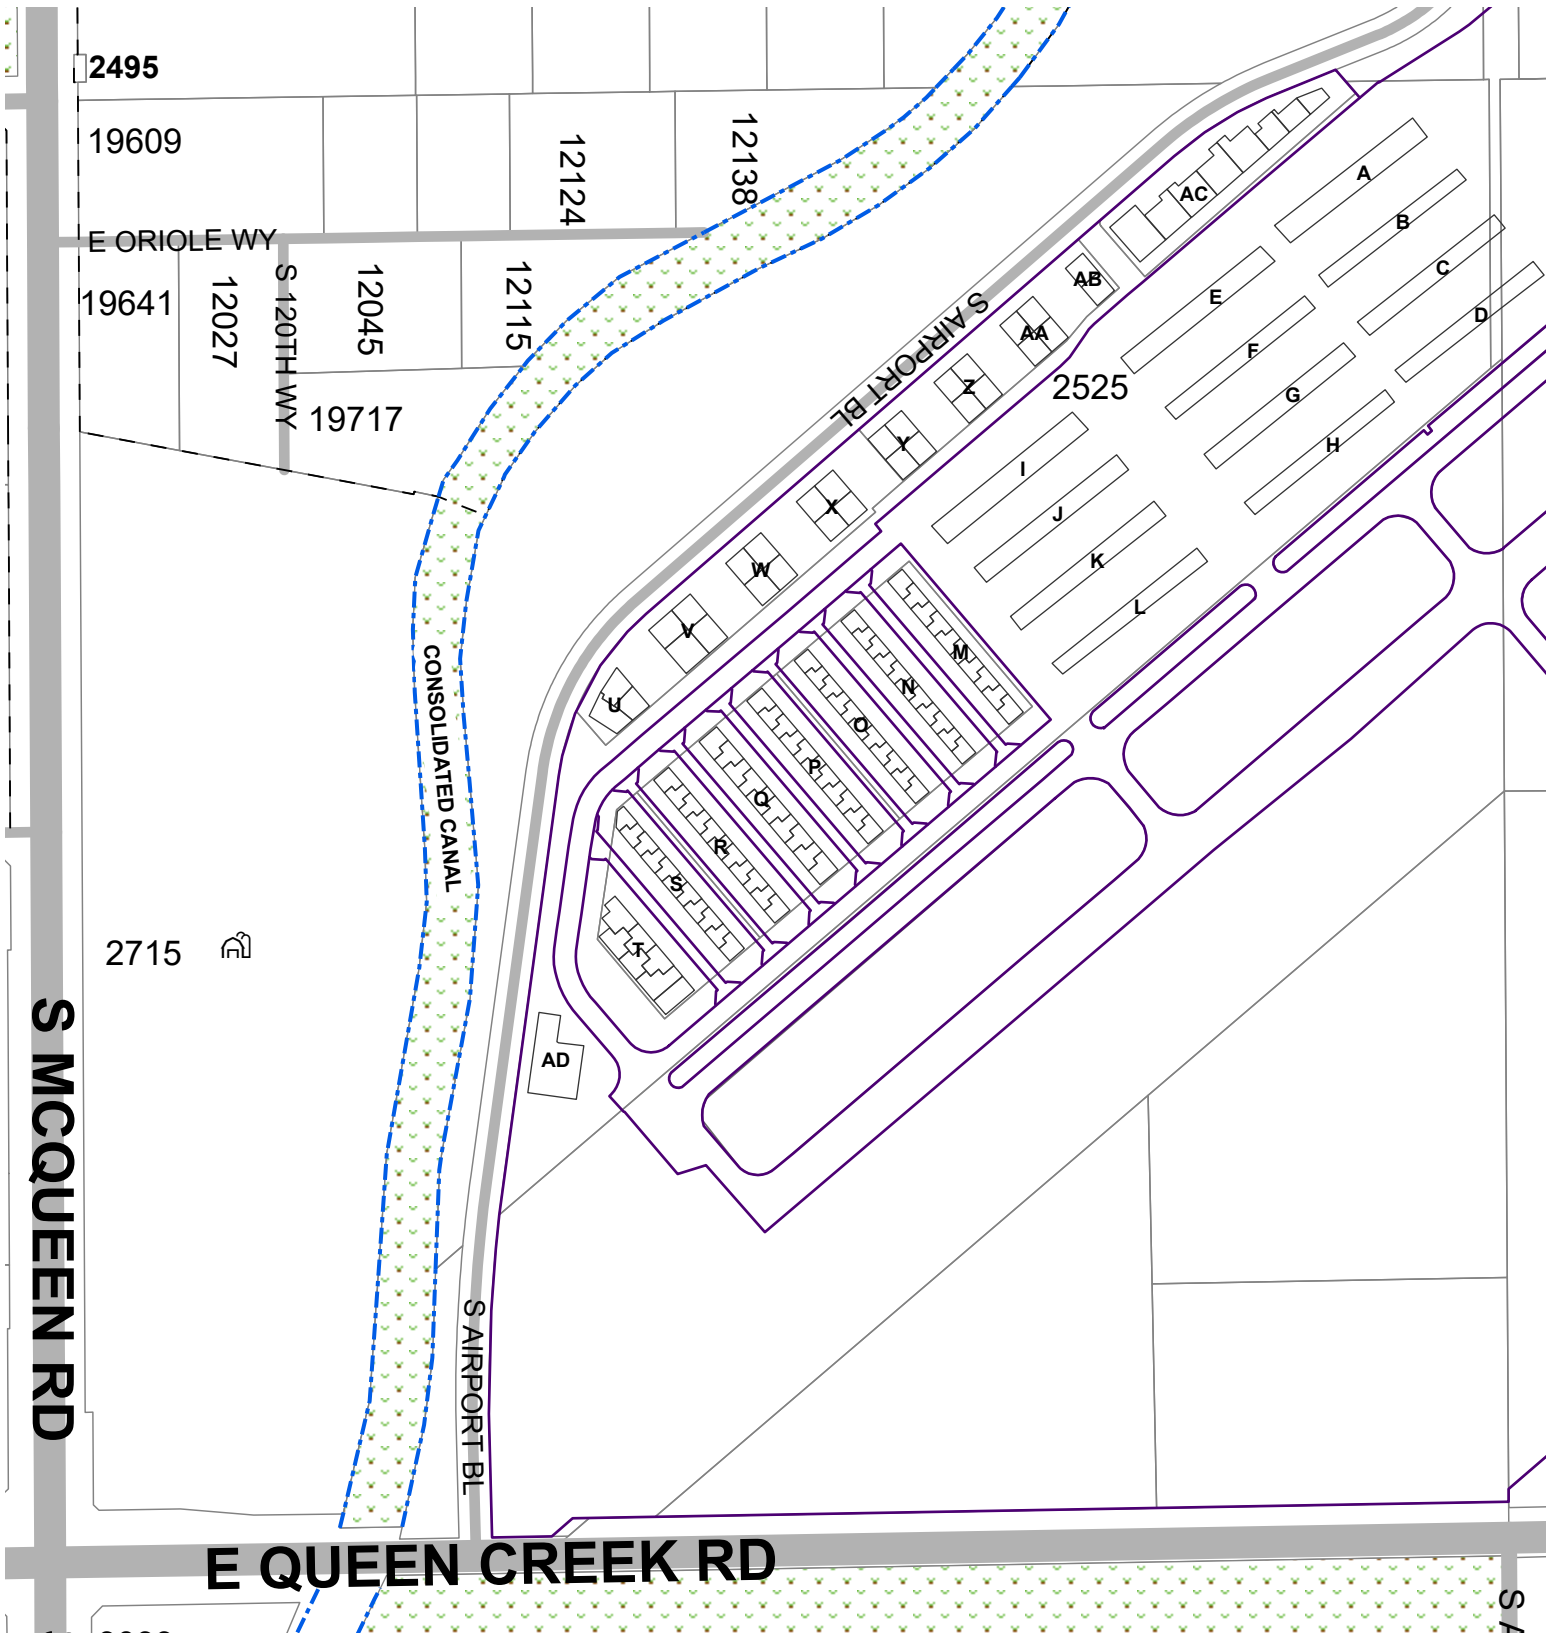 2495
19609
12124
12138
E ORIOLE WY
19641
12027
S 120TH WY
12045
12115
19717
S AIRPORT BL
2525
A
B
C
D
E
F
G
H
I
J
K
L
AC
AB
AA
Z
Y
X
W
V
U
M
N
O
P
Q
R
S
T
AD
CONSOLIDATED CANAL
2715
S MCQUEEN RD
S AIRPORT BL
E QUEEN CREEK RD